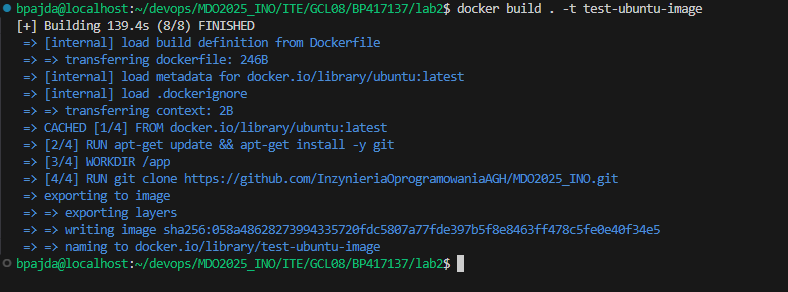 bpajda@localhost:~/devops/MDO2025_INO/ITE/GCL08/BP417137/lab2$ docker build . -t test-ubuntu-image
[+] Building 139.4s (8/8) FINISHED
=> [internal] load build definition from Dockerfile
=> => transferring dockerfile: 246B
=> [internal] load metadata for docker.io/library/ubuntu:latest
=> [internal] load .dockerignore
=> => transferring context: 2B
=> CACHED [1/4] FROM docker.io/library/ubuntu:latest
=> [2/4] RUN apt-get update && apt-get install -y git
=> [3/4] WORKDIR /app
=> [4/4] RUN git clone https://github.com/InzynieriaOprogramowaniaAGH/MDO2025_INO.git
=> exporting to image
=> => exporting layers
=> => writing image sha256:058a48628273994335720fdc5807a77fde397b5f8e8463ff478c5fe0e40f34e5
=> => naming to docker.io/library/test-ubuntu-image
bpajda@localhost:~/devops/MDO2025_INO/ITE/GCL08/BP417137/lab2$